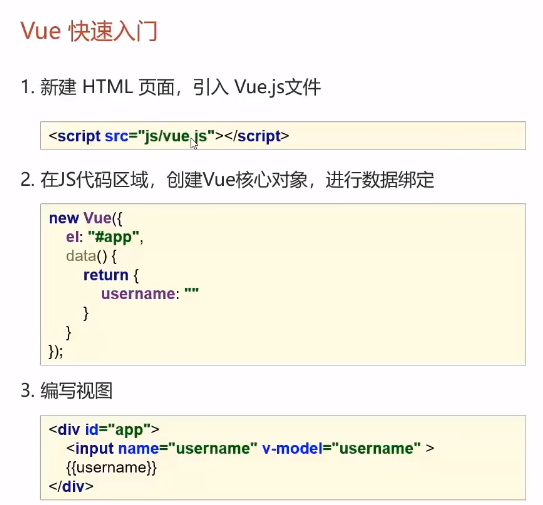 Vue 快速入门
1. 新建 HTML 页面，引入 Vue.js文件
<script src="js/vue.js"></script>
2. 在JS代码区域，创建Vue核心对象，进行数据绑定
new Vue({
    el: "#app",
    data() {
        return {
            username: ""
        }
    }
});
3. 编写视图
<div id="app">
    <input name="username" v-model="username" >
    {{username}}
</div>